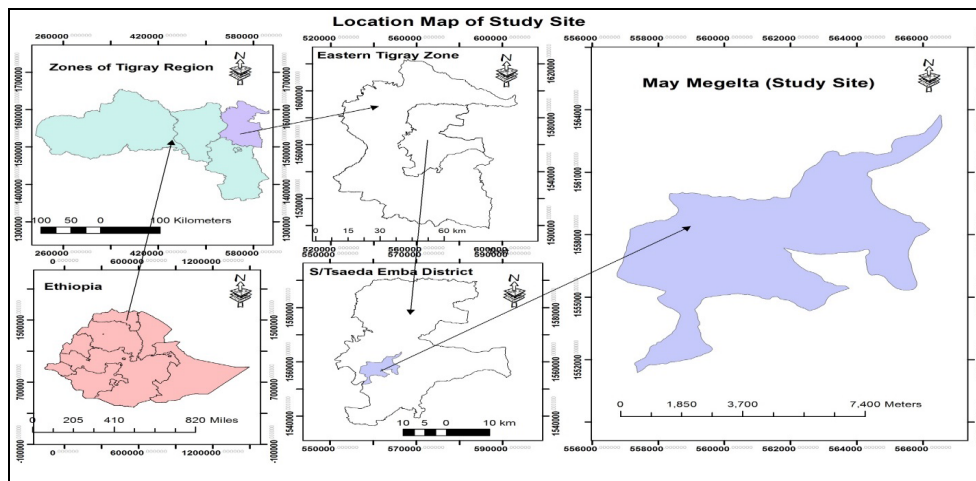 Location Map of Study Site
260000 420000 580000
Zones of Tigray Region
N
1700000
1600000
1500000
1400000
1300000
100 50 0 100 Kilometers
260000 420000 580000
520000 560000 600000
Eastern Tigray Zone
N
1620000
1600000
1580000
1560000
1540000
1520000
1500000
0 15 30 60 km
520000 560000 600000
556000 558000 560000 562000 564000 566000
May Megelta (Study Site)
N
1564000
1561000
1558000
1555000
1552000
0 1,850 3,700 7,400 Meters
556000 558000 560000 562000 564000 566000
600000 1200000
Ethiopia
N
1500000
700000
-100000
0 205 410 820 Miles
0 600000 1200000
550000 570000 590000
S/Tsaeda Emba District
N
1580000
1560000
1540000
10 5 0 10 km
550000 570000 590000